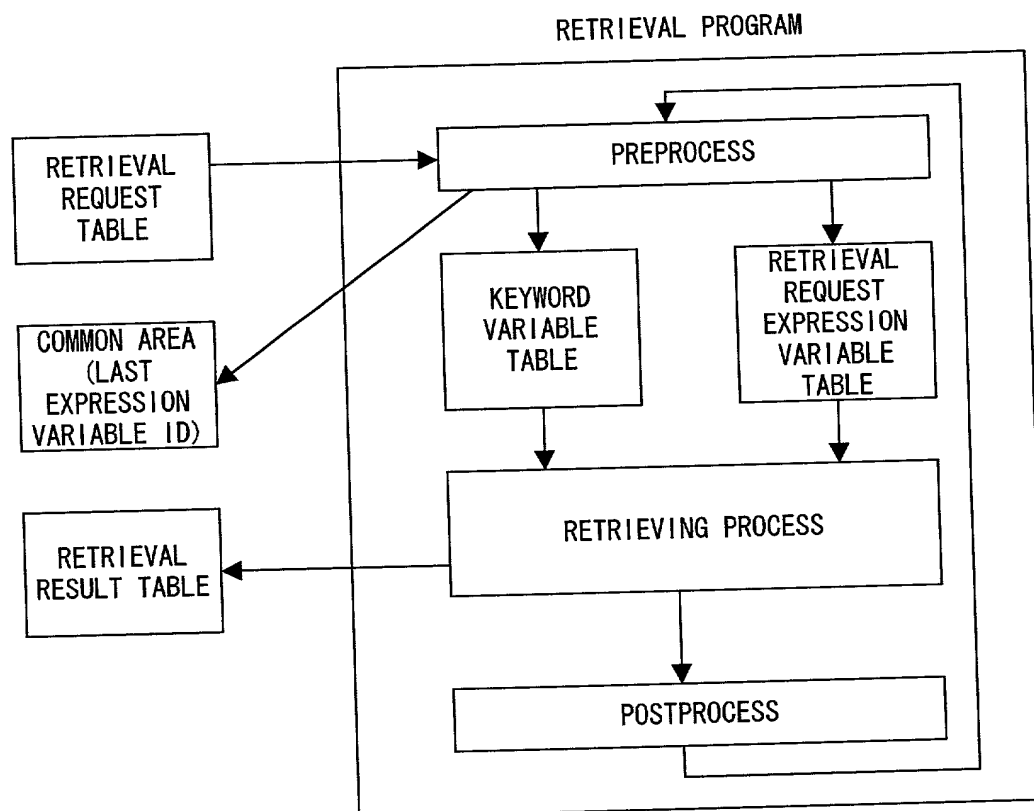 RETRIEVAL PROGRAM
PREPROCESS
RETRIEVAL
REQUEST
TABLE
KEYWORD
VARIABLE
TABLE
RETRIEVAL
REQUEST
EXPRESSION
VARIABLE
TABLE
COMMON AREA
(LAST
EXPRESSION
VARIABLE ID)
RETRIEVING PROCESS
RETRIEVAL
RESULT TABLE
POSTPROCESS